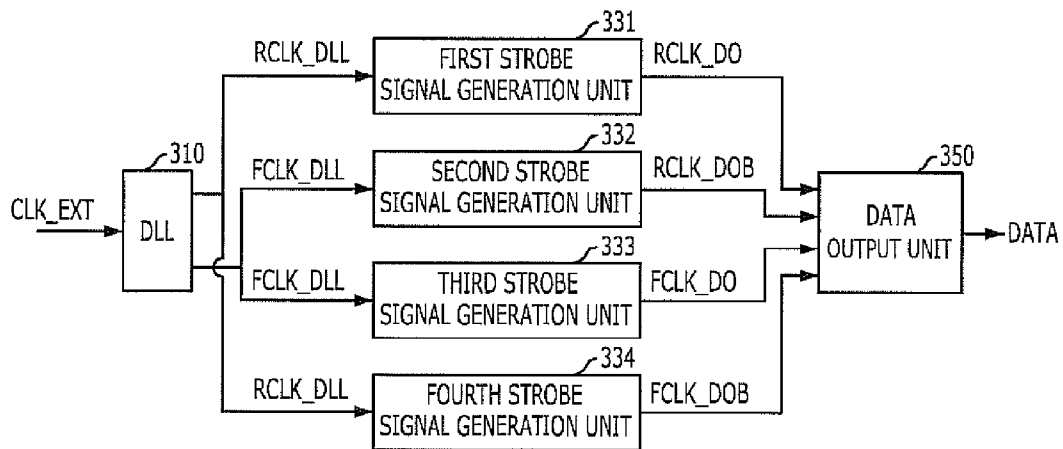 331
RCLK_DLL
FIRST STROBE
SIGNAL GENERATION UNIT
RCLK_DO
332
310
FCLK_DLL
SECOND STROBE
SIGNAL GENERATION UNIT
RCLK_DOB
350
CLK_EXT
DLL
DATA
OUTPUT UNIT
DATA
333
FCLK_DLL
THIRD STROBE
SIGNAL GENERATION UNIT
FCLK_DO
334
RCLK_DLL
FOURTH STROBE
SIGNAL GENERATION UNIT
FCLK_DOB